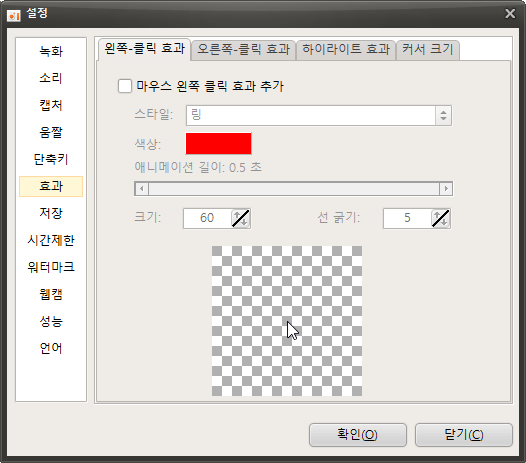 설정
녹화
소리
캡처
움짤
단축키
효과
저장
시간제한
워터마크
웹캠
성능
언어
왼쪽-클릭 효과 오른쪽-클릭 효과 하이라이트 효과 커서 크기
마우스 왼쪽 클릭 효과 추가
스타일: 링
색상:
애니메이션 길이: 0.5 초
크기: 60 선 굵기: 5
확인(O) 닫기(C)